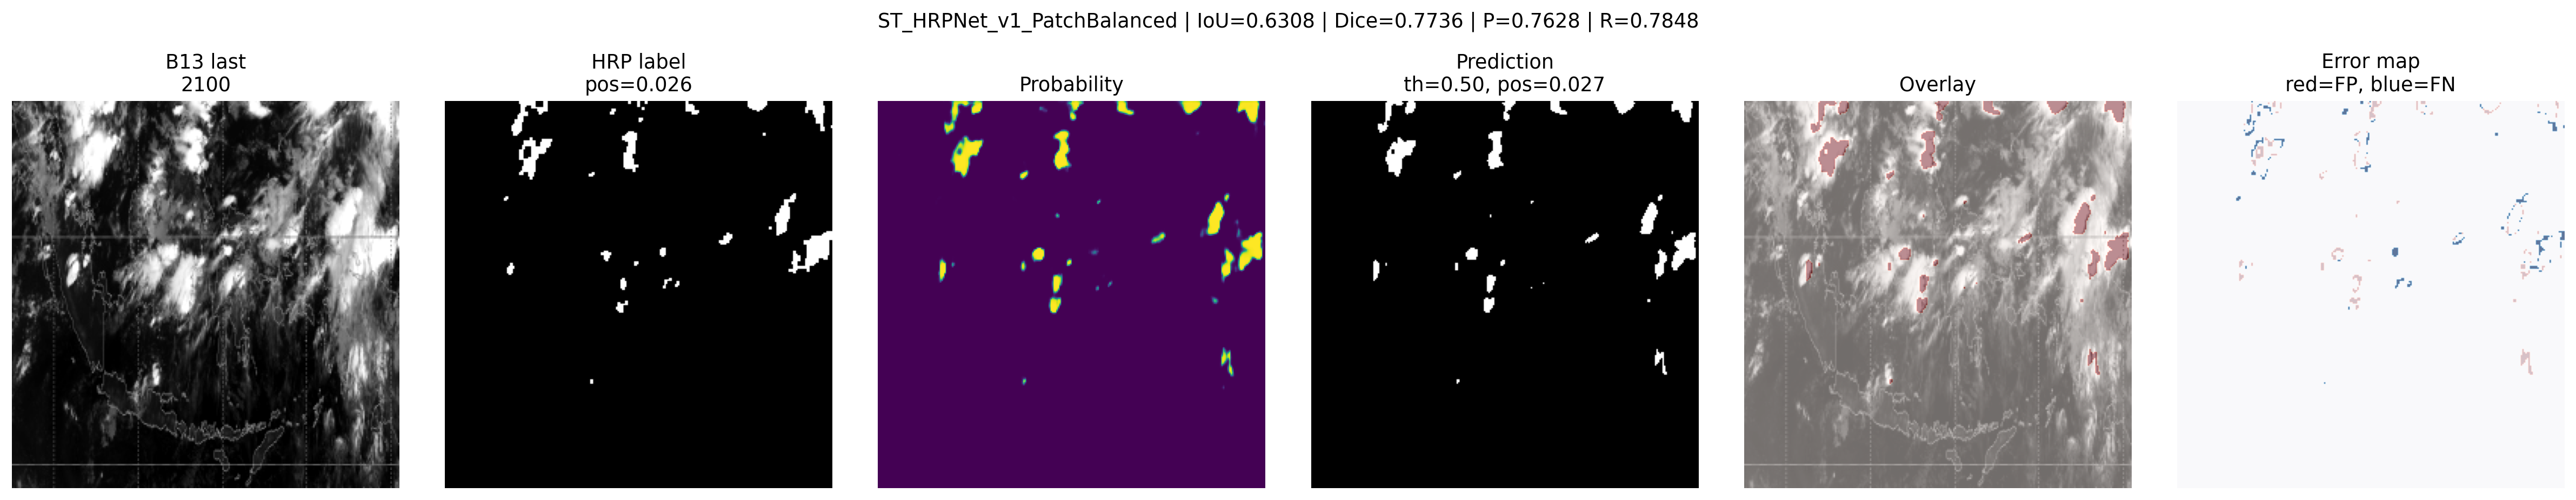 ST_HRPNet_v1_PatchBalanced | IoU=0.6308 | Dice=0.7736 | P=0.7628 | R=0.7848
B13 last
2100
HRP label
pos=0.026
Probability
Prediction
th=0.50, pos=0.027
Overlay
Error map
red=FP, blue=FN